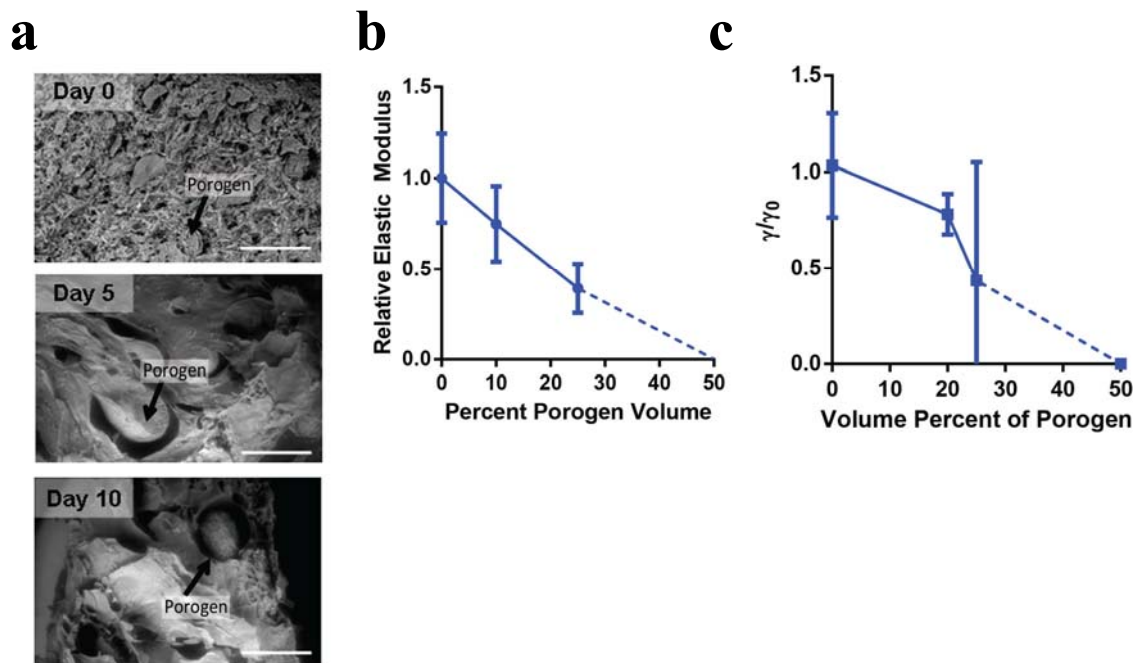 a
Day 0
Porogen
Day 5
Porogen
Day 10
Porogen
b
Relative Elastic Modulus
1.5
1.0
0.5
0.0
0 10 20 30 40 50
Percent Porogen Volume
c
γ/γ0
1.5
1.0
0.5
0.0
0 10 20 30 40 50
Volume Percent of Porogen